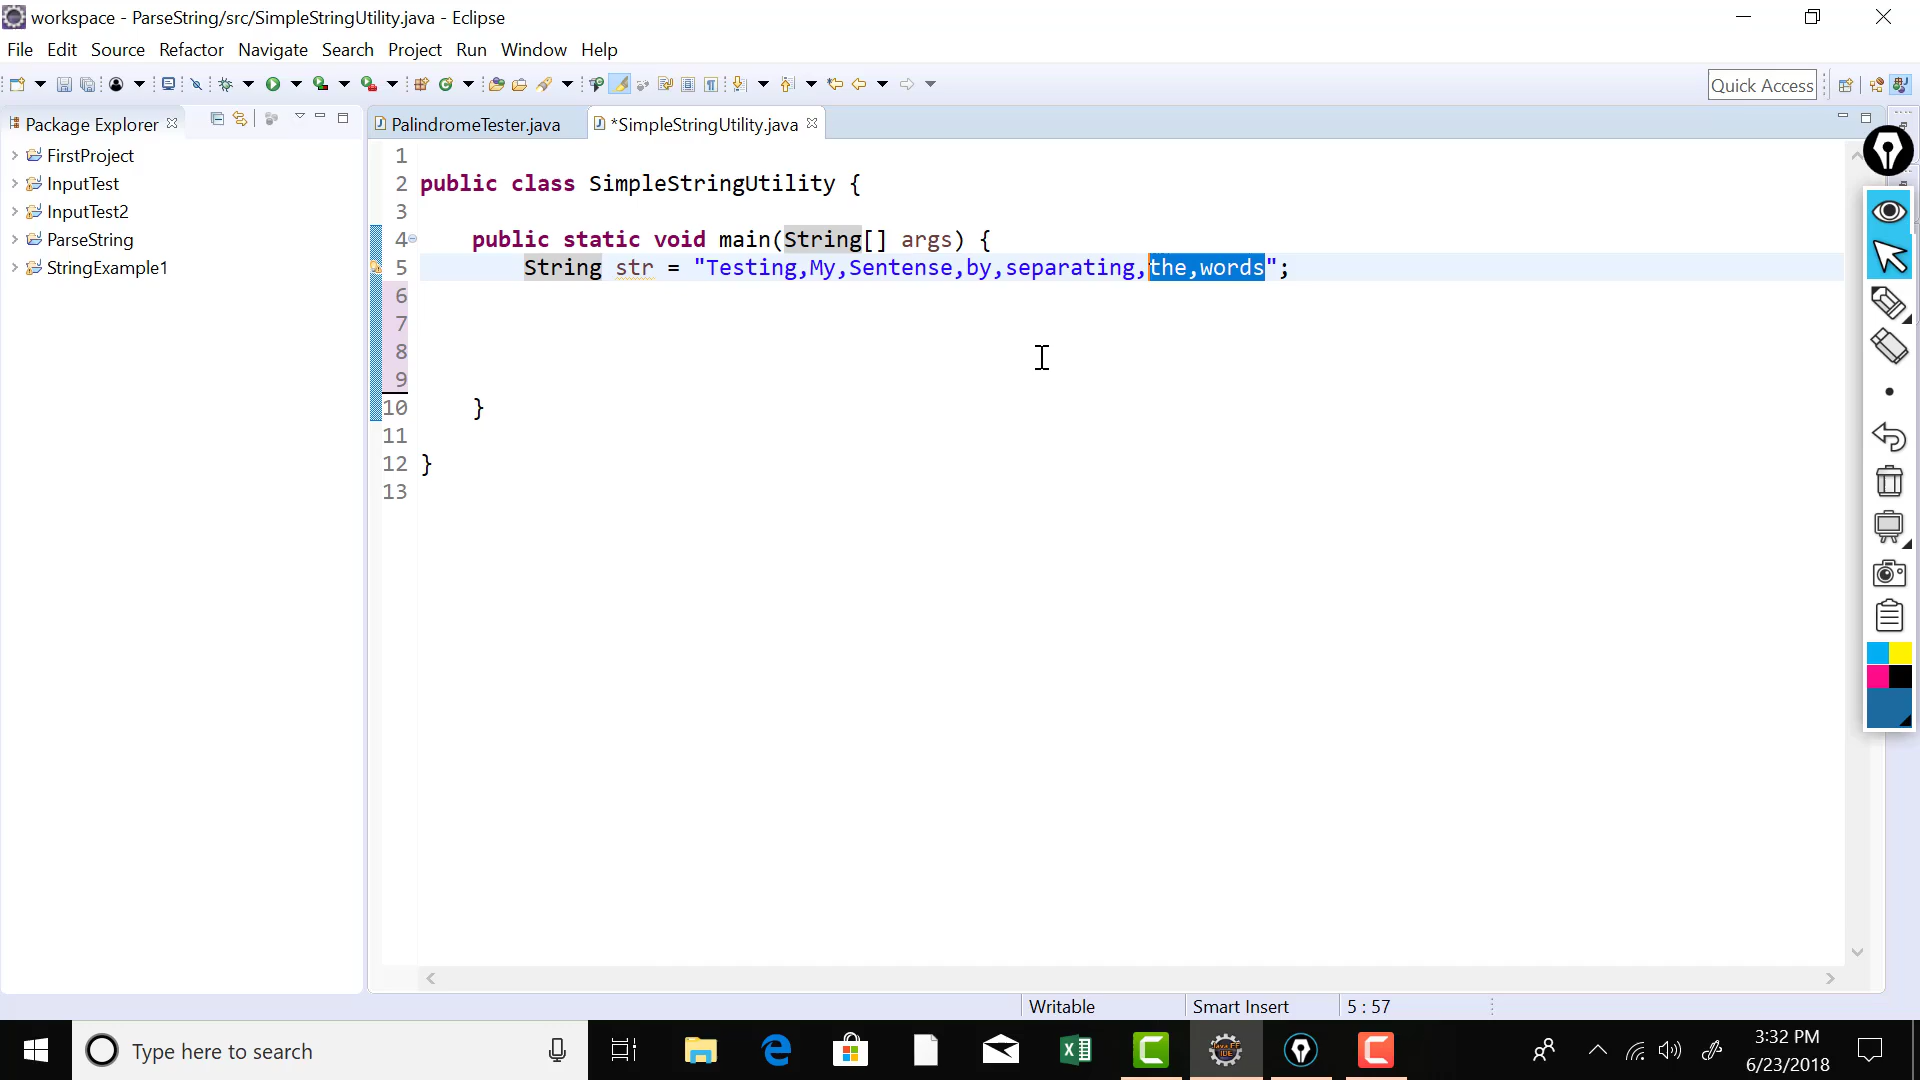 workspace - ParseString/src/SimpleStringUtility.java - Eclipse
File Edit Source Refactor Navigate Search Project Run Window Help
Quick Access
Package Explorer
PalindromeTester.java
*SimpleStringUtility.java
FirstProject
InputTest
InputTest2
ParseString
StringExample1
1
2 public class SimpleStringUtility {
3
4 public static void main(String[] args) {
5 String str = "Testing,My,Sentense,by,separating,the,words";
6
7
8
9
10 }
11
12 }
13
Writable Smart Insert 5 : 57
Type here to search
Java EE
IDE
3:32 PM
6/23/2018